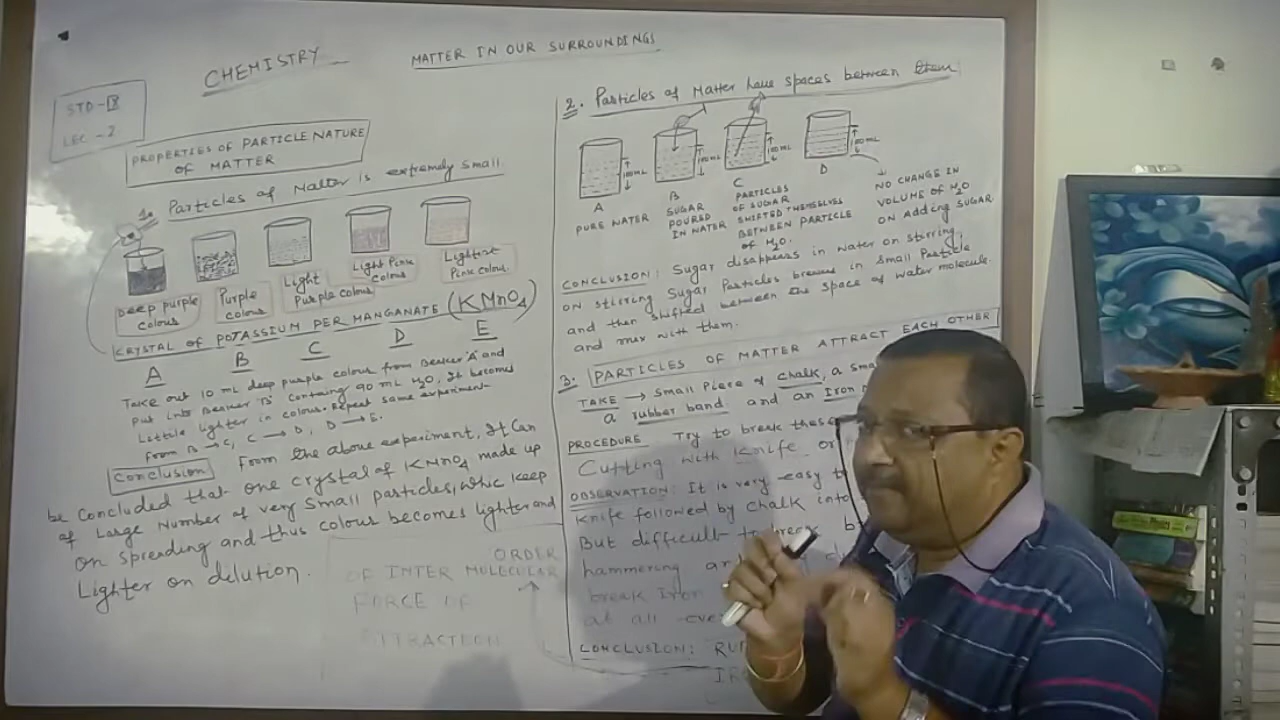 CHEMISTRY
MATTER IN OUR SURROUNDINGS
STD-IX
LEC-2
PROPERTIES OF PARTICLE NATURE
OF MATTER
1. Particles of Matter is extremely small
Deep purple
colour
Purple
colour
Light
Purple colour
Light Pink
colour
Lightest
Pink colour
CRYSTAL OF POTASSIUM PER MANGANATE (KMnO4)
A B C D E
Take out 10 mL deep purple colour from Beaker 'A' and
put into Beaker 'B' containing 90 mL H2O, It becomes
Little lighter in colour. Repeat same experiment
from B → C, C → D, D → E.
Conclusion From the above experiment, It Can
be Concluded that one crystal of KMnO4 made up
of Large Number of very Small particles, which keep
on spreading and thus colour becomes lighter and
Lighter on dilution.
ORDER
OF INTER MOLECULAR
FORCE OF
ATTRACTION
2. Particles of Matter have spaces between them
100mL
100mL
100mL
100mL
A
PURE WATER
B
SUGAR
POURED
IN WATER
C
PARTICLES
OF SUGAR
SHIFTED THEMSELVES
BETWEEN PARTICLE
OF H2O.
D
NO CHANGE IN
VOLUME OF H2O
ON Adding SUGAR
CONCLUSION: Sugar disappears in water on stirring,
on stirring Sugar Particles breaks in Small Particle
and then shifted between the space of water molecule
and mix with them.
3. PARTICLES OF MATTER ATTRACT EACH OTHER
TAKE → Small Piece of Chalk, a
a rubber band and an Iron
PROCEDURE Try to break these
Cutting with Knife or
OBSERVATION: It is very easy
Knife followed by chalk into
But difficult to break
hammering
break Iron
at all
CONCLUSION: